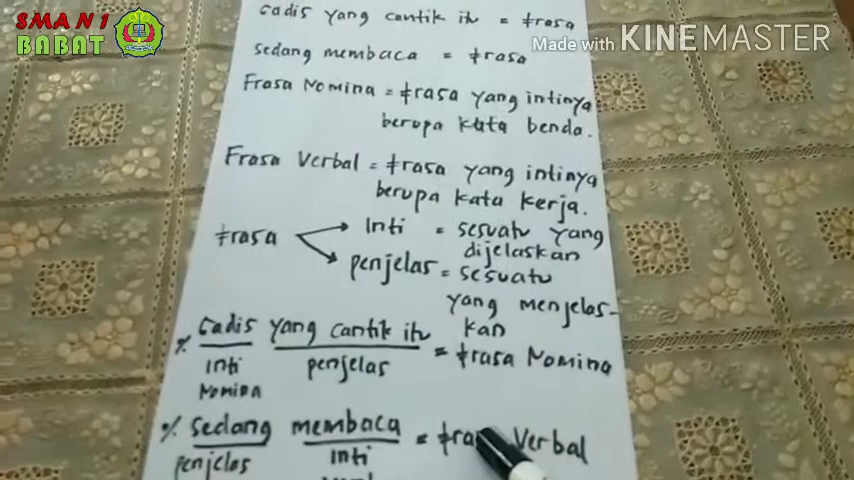 SMA N 1
BABAT
Made with KINEMASTER
Gadis yang cantik itu = frasa
Sedang membaca = frasa
Frasa Nomina = frasa yang intinya
berupa kata benda.
Frasa Verbal = frasa yang intinya
berupa kata kerja.
frasa Inti = sesuatu yang
dijelaskan
penjelas = sesuatu
yang menjelas-
kan
% Gadis yang cantik itu = frasa Nomina
inti penjelas
Nomina
% Sedang membaca = Verbal
penjelas inti